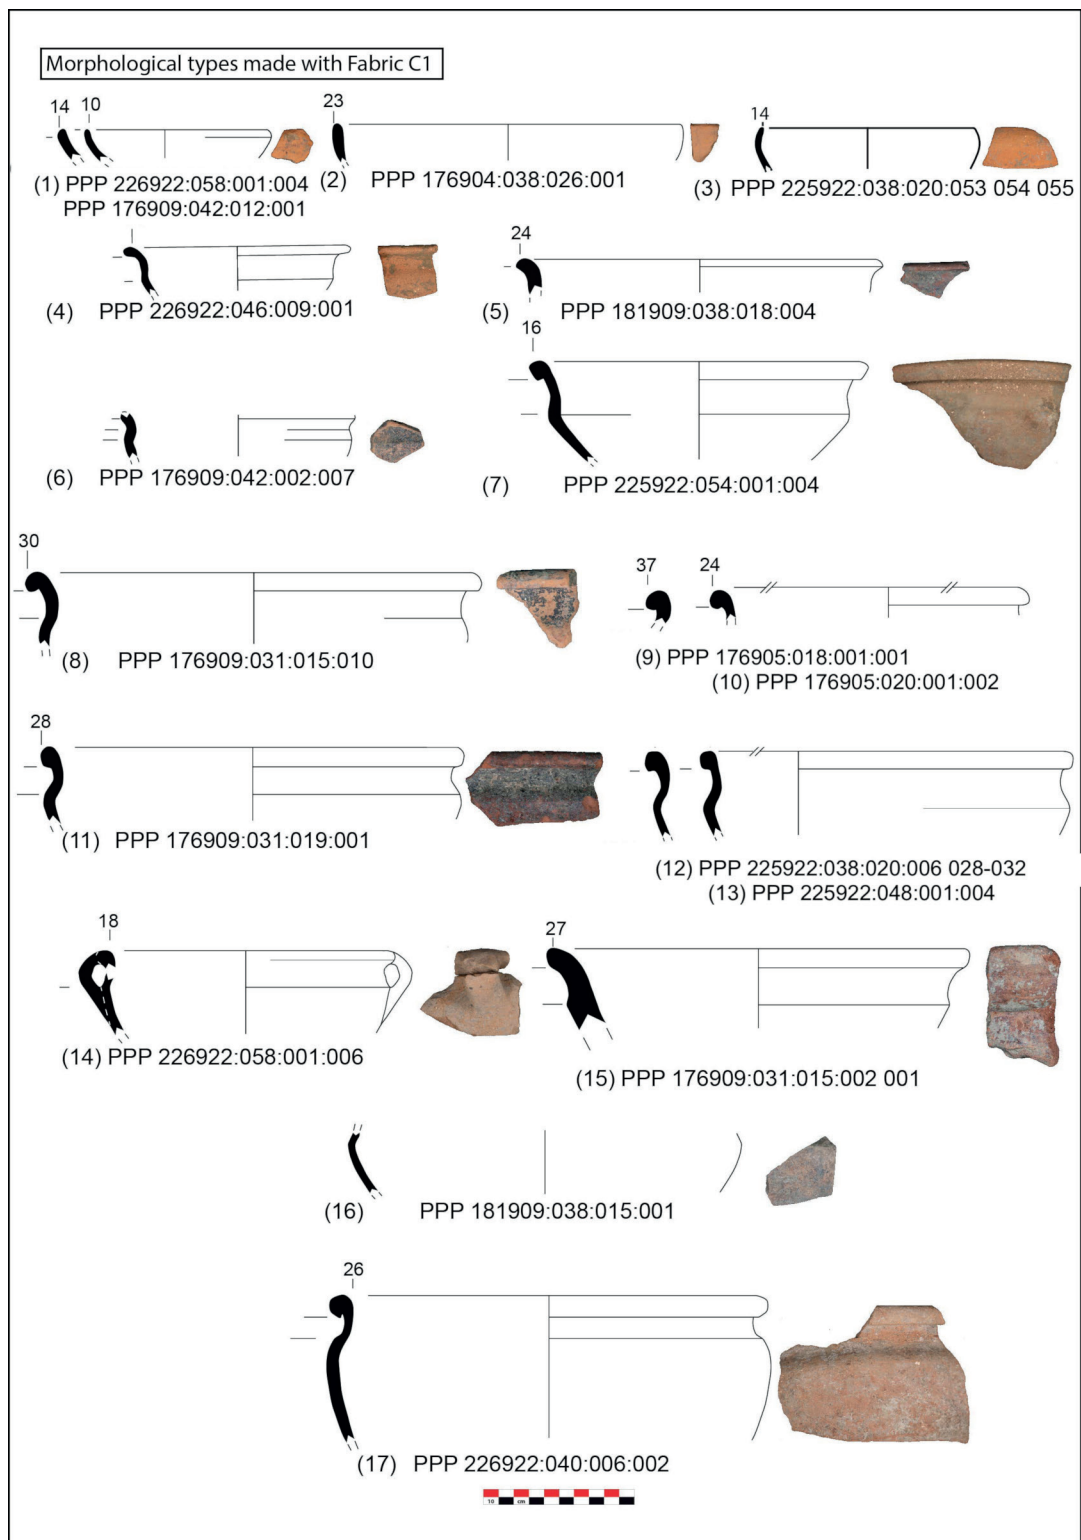 Morphological types made with Fabric C1
14 10 23 14
(1) PPP 226922:058:001:004
PPP 176909:042:012:001
(2) PPP 176904:038:026:001
(3) PPP 225922:038:020:053 054 055
24
(4) PPP 226922:046:009:001
(5) PPP 181909:038:018:004
16
(6) PPP 176909:042:002:007
(7) PPP 225922:054:001:004
30 37 24
(8) PPP 176909:031:015:010
(9) PPP 176905:018:001:001
(10) PPP 176905:020:001:002
28
(11) PPP 176909:031:019:001
(12) PPP 225922:038:020:006 028-032
(13) PPP 225922:048:001:004
18 27
(14) PPP 226922:058:001:006
(15) PPP 176909:031:015:002 001
(16) PPP 181909:038:015:001
26
(17) PPP 226922:040:006:002
10 cm